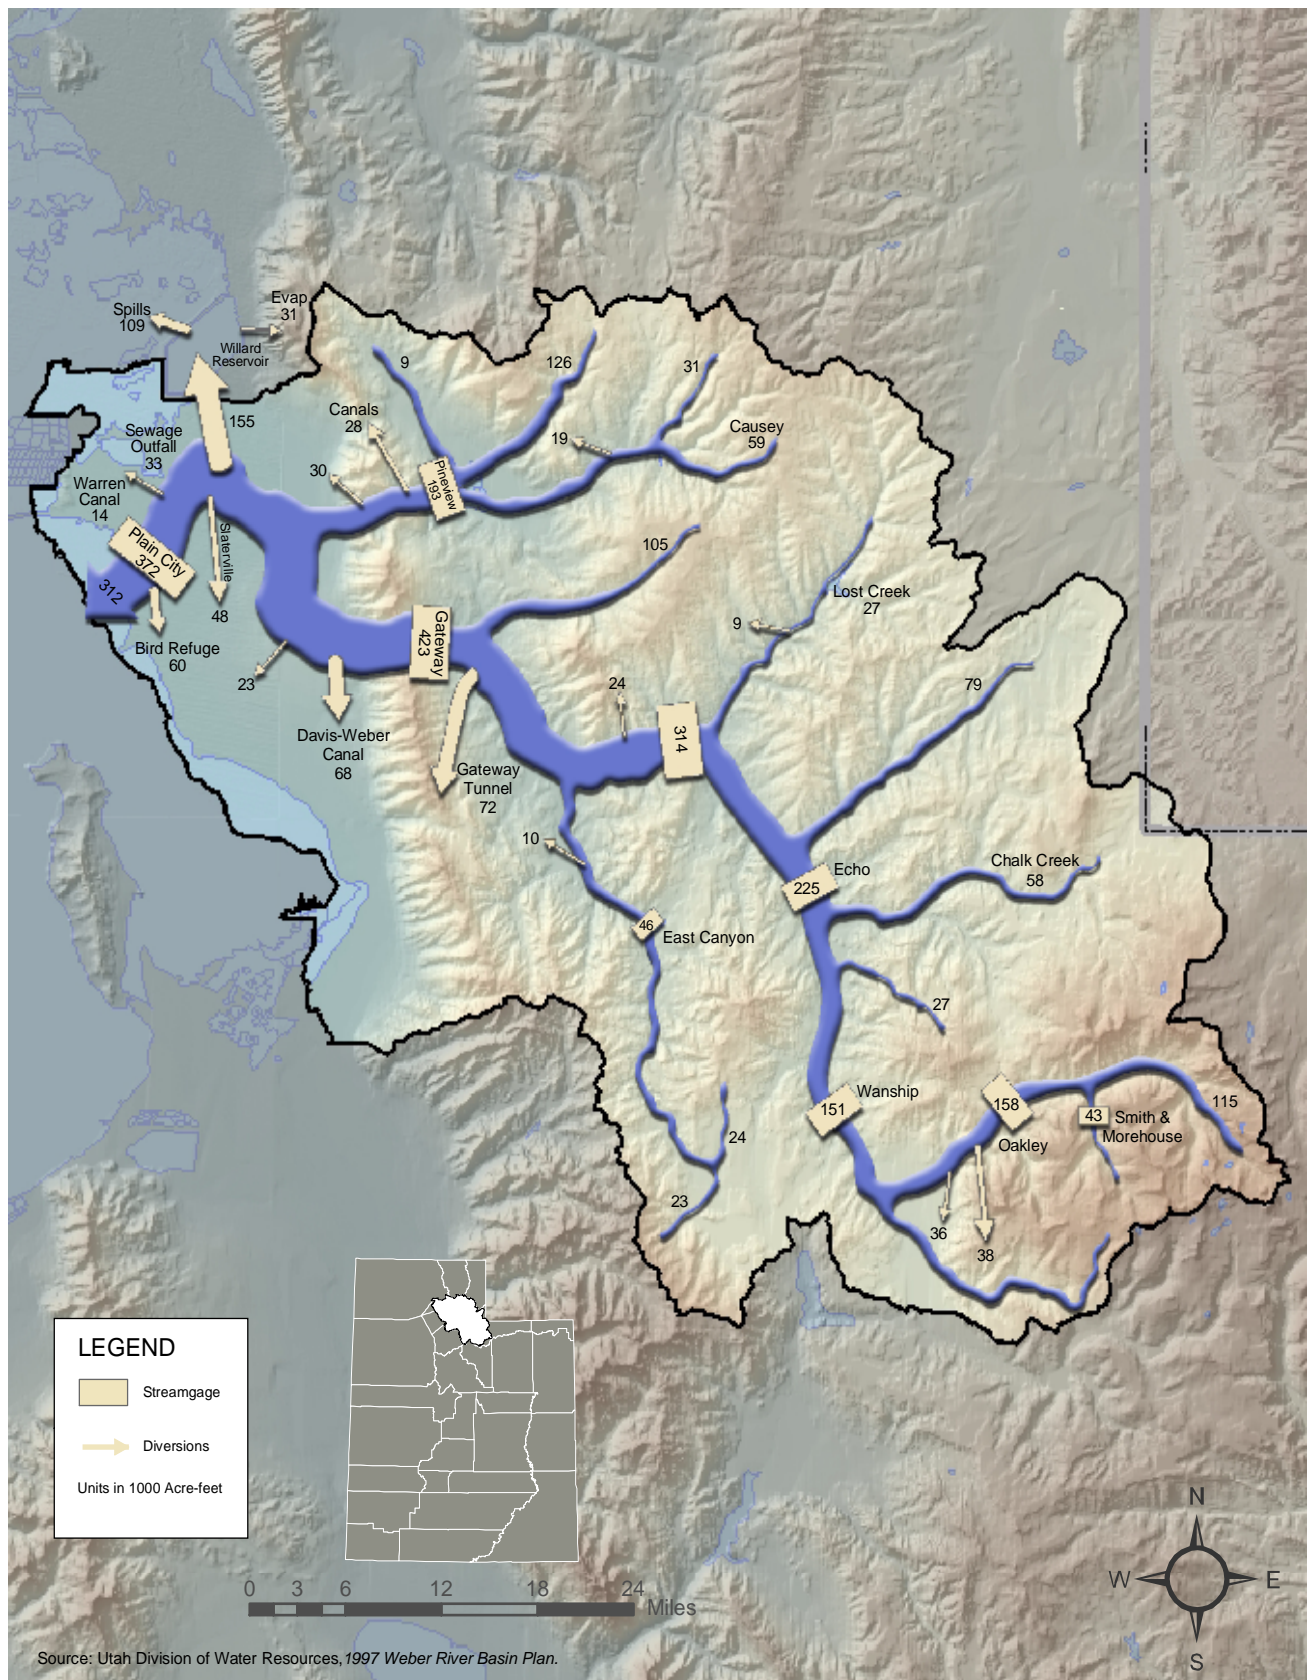 Evap
31
Spills
109
Willard
Reservoir
9
126
31
155
Canals
28
Causey
59
19
Sewage
Outfall
33
30
Pineview
193
Warren
Canal
14
Slaterville
Plain City
372
105
312
Lost Creek
27
48
9
Gateway
423
Bird Refuge
60
23
24
79
314
Davis-Weber
Canal
68
Gateway
Tunnel
72
10
Echo
225
Chalk Creek
58
46
East Canyon
27
Wanship
151
158
Oakley
43
Smith &
Morehouse
115
24
23
36
38
LEGEND
Streamgage
Diversions
Units in 1000 Acre-feet
N
W
E
S
0 3 6 12 18 24
Miles
Source: Utah Division of Water Resources, 1997 Weber River Basin Plan.